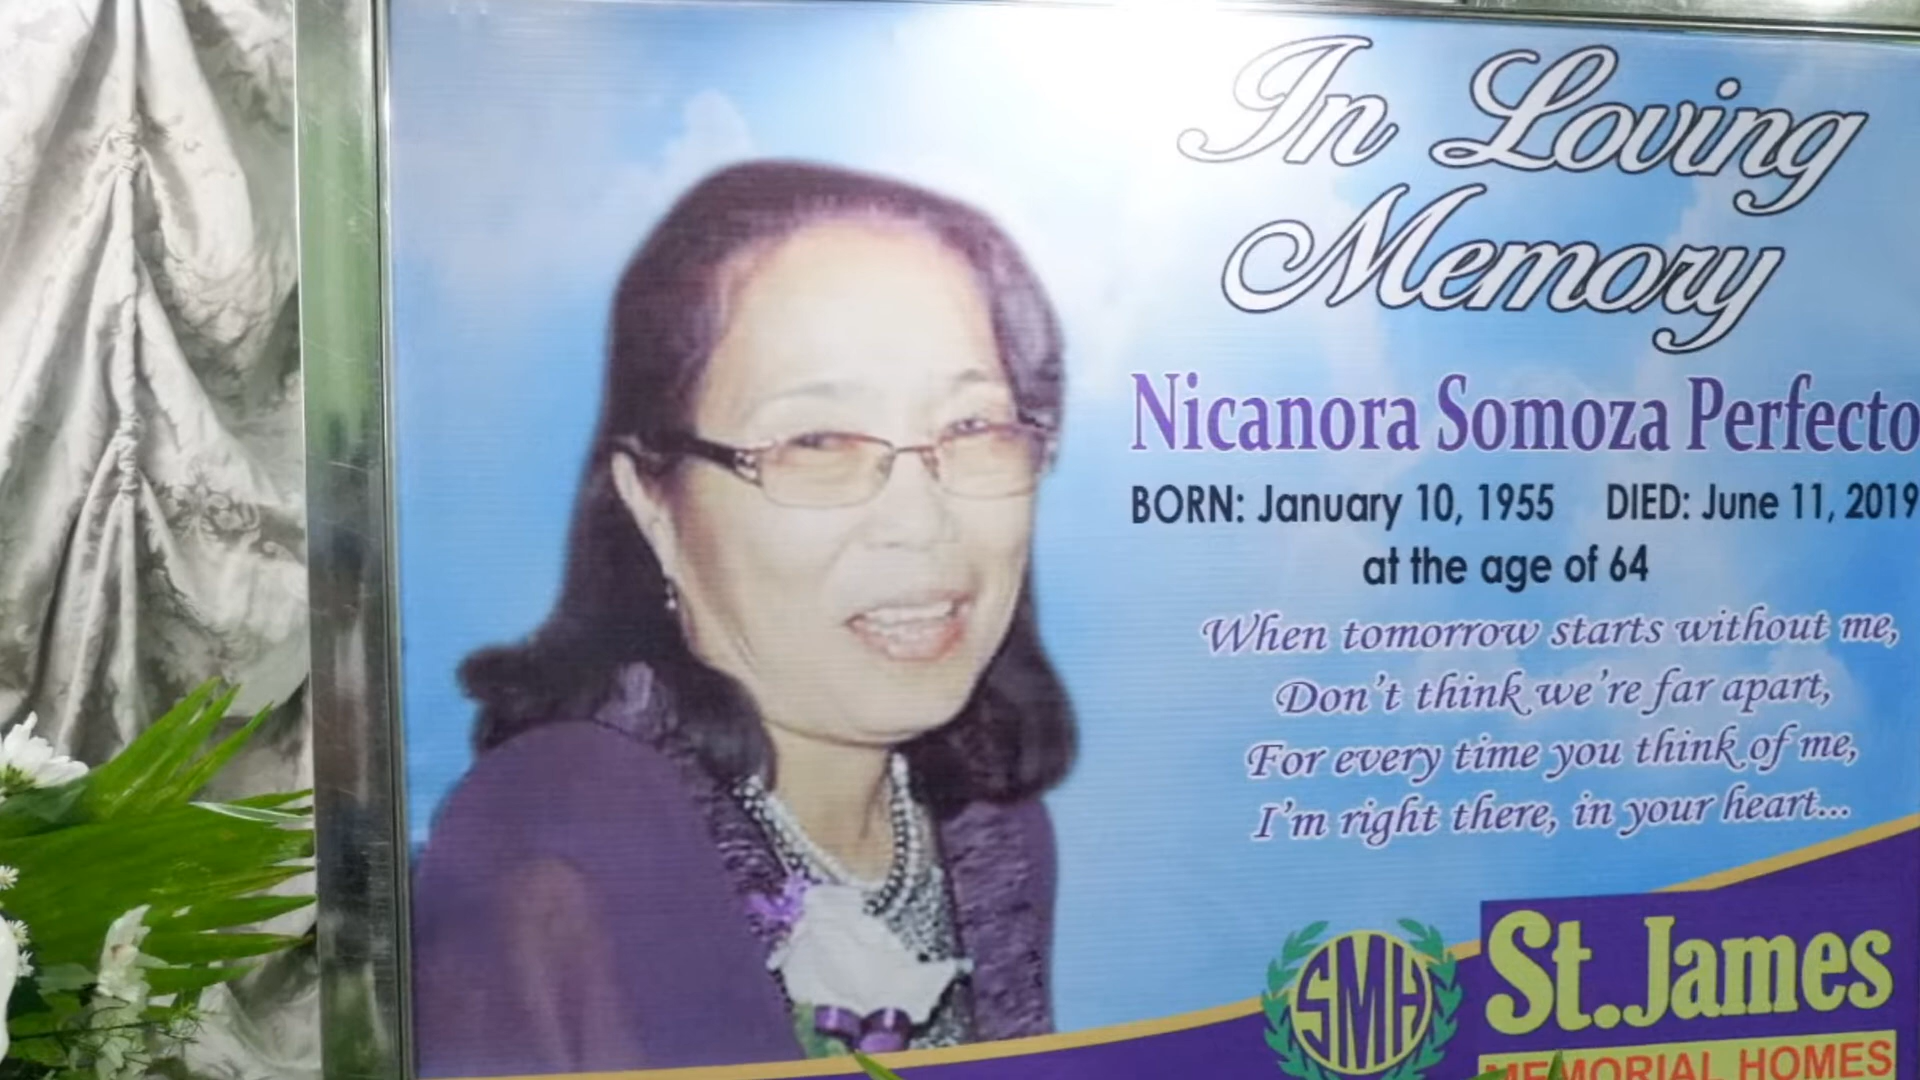 In Loving
Memory
Nicanora Somoza Perfecto
BORN: January 10, 1955 DIED: June 11, 2019
at the age of 64
When tomorrow starts without me,
Don't think we're far apart,
For every time you think of me,
I'm right there, in your heart...
SMH
St.James
MEMORIAL HOMES